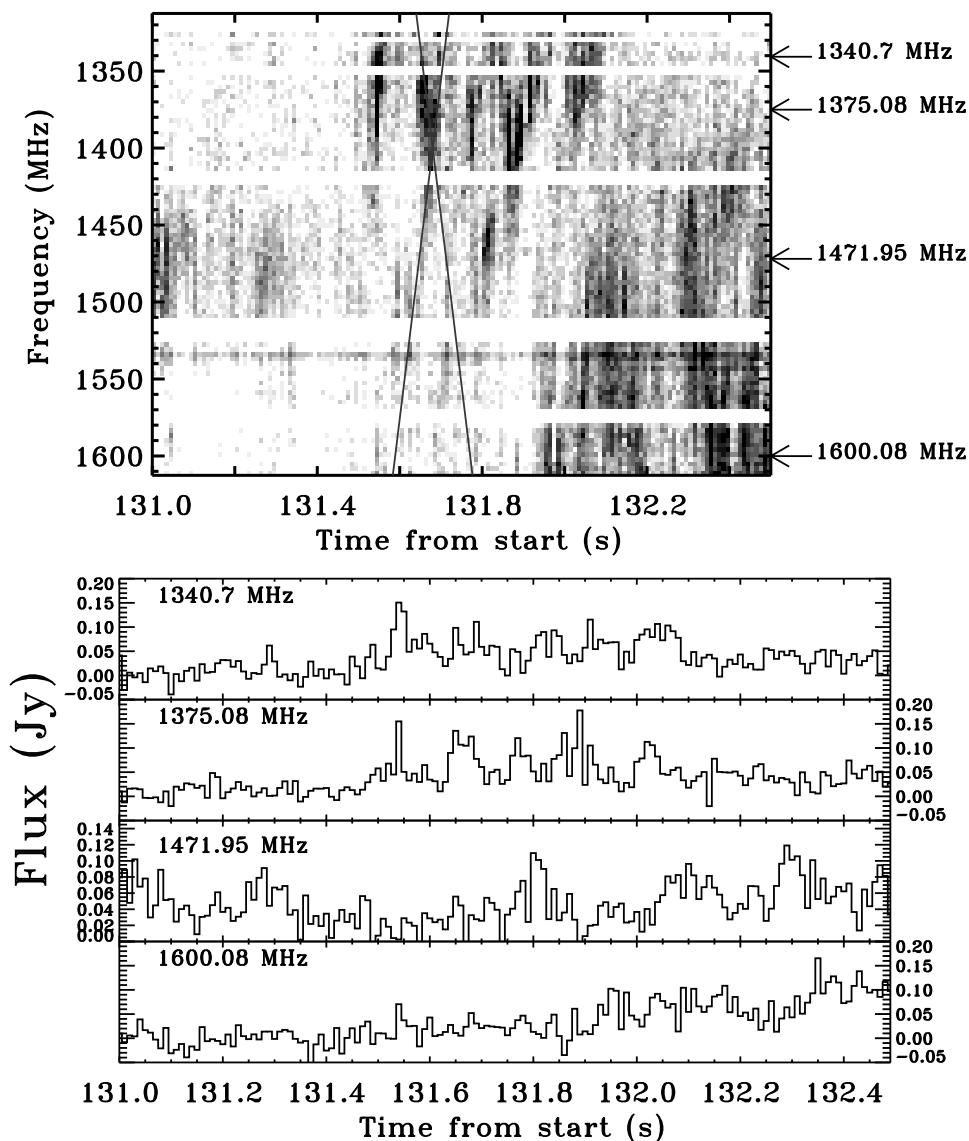 1350
1400
1450
1500
1550
1600
Frequency (MHz)
1340.7 MHz
1375.08 MHz
1471.95 MHz
1600.08 MHz
131.0 131.4 131.8 132.2
Time from start (s)
Flux (Jy)
0.20
0.15
0.10
0.05
0.00
−0.05
1340.7 MHz
1375.08 MHz
0.20
0.15
0.10
0.05
0.00
−0.05
0.14
0.12
0.10
0.08
0.06
0.04
0.02
0.00
1471.95 MHz
1600.08 MHz
0.20
0.15
0.10
0.05
0.00
−0.05
131.0 131.2 131.4 131.6 131.8 132.0 132.2 132.4
Time from start (s)